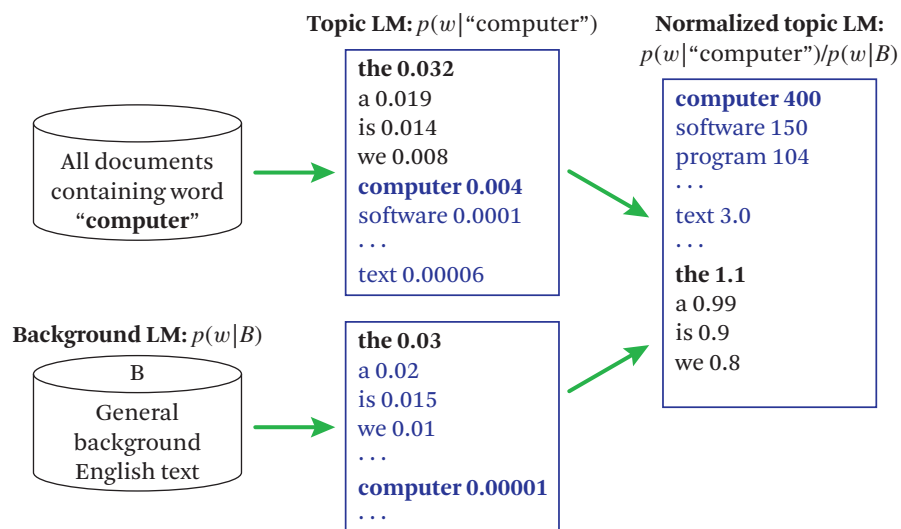 Topic LM: p(w|“computer”)
Normalized topic LM:
p(w|“computer”)/p(w|B)
All documents
containing word
“computer”
the 0.032
a 0.019
is 0.014
we 0.008
computer 0.004
software 0.0001
. . .
text 0.00006
computer 400
software 150
program 104
. . .
text 3.0
. . .
the 1.1
a 0.99
is 0.9
we 0.8
Background LM: p(w|B)
B
General
background
English text
the 0.03
a 0.02
is 0.015
we 0.01
. . .
computer 0.00001
. . .